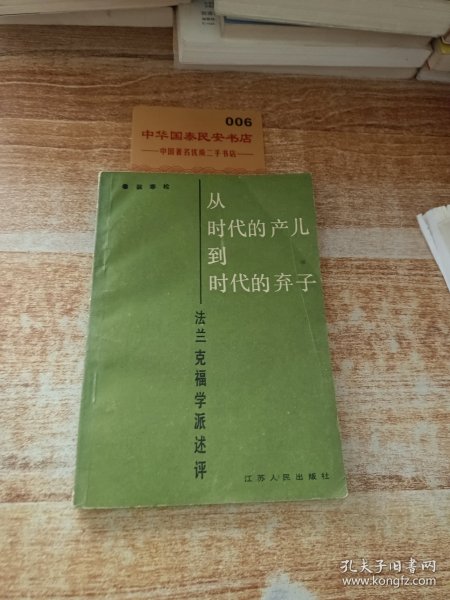 006
中华国泰民安书店
中国著名优质二手书店
从
时代的产儿
到
时代的弃子
法兰克福学派述评
江苏人民出版社
孔夫子旧书网
www.kongfz.com